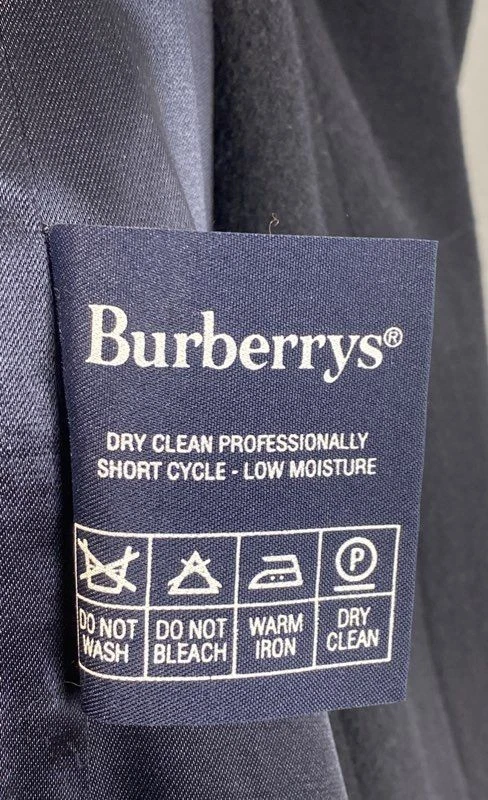 Burberrys®
DRY CLEAN PROFESSIONALLY
SHORT CYCLE - LOW MOISTURE
P
DO NOT WASH
DO NOT BLEACH
WARM IRON
DRY CLEAN